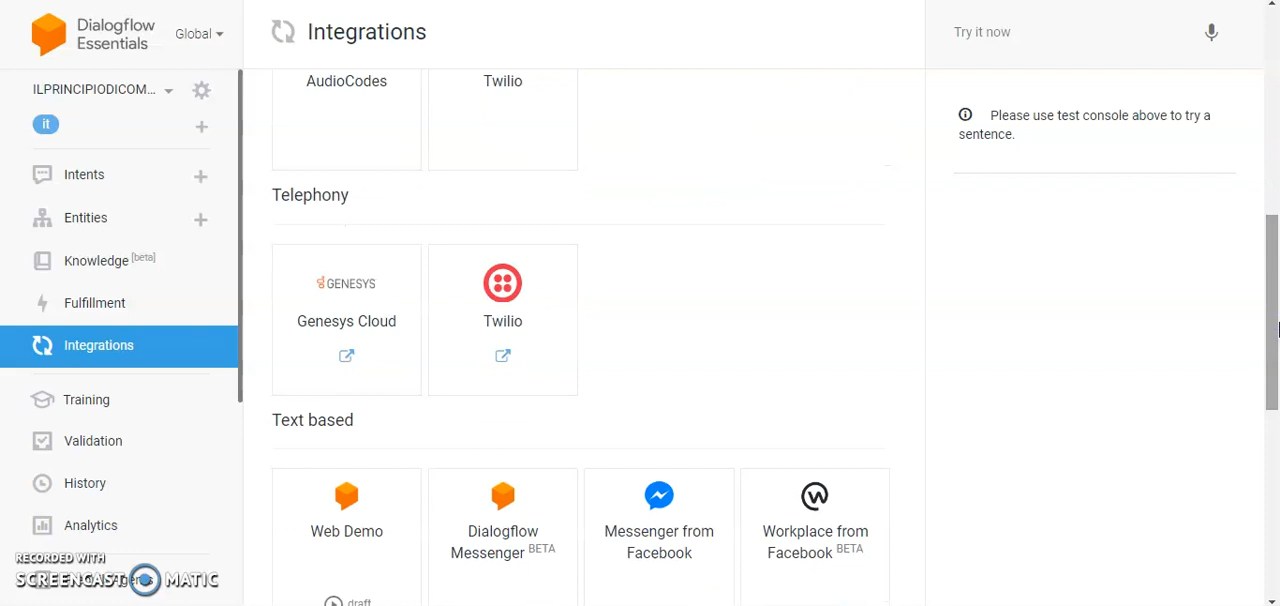 Dialogflow
Essentials
Global
ILPRINCIPIODICOM...
it
Intents
Entities
Knowledge [beta]
Fulfillment
Integrations
Training
Validation
History
Analytics
RECORDED WITH
SCREENCAST MATIC
Integrations
AudioCodes
Twilio
Telephony
GENESYS
Genesys Cloud
Twilio
Text based
Web Demo
draft
Dialogflow
Messenger BETA
Messenger from
Facebook
Workplace from
Facebook BETA
Try it now
Please use test console above to try a
sentence.